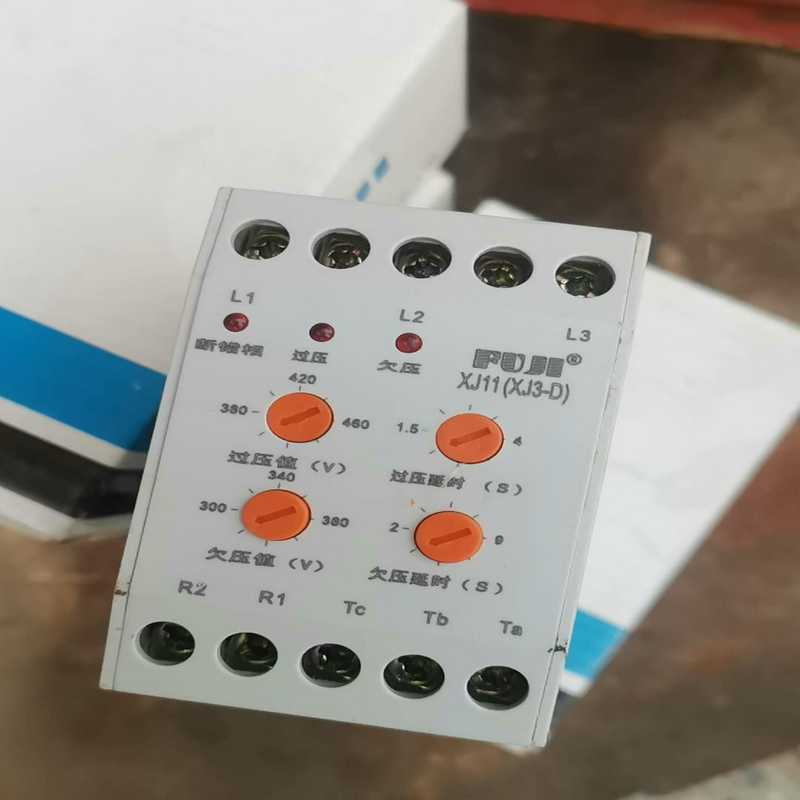 L1
L2
L3
断错相
过压
欠压
FUJI®
XJ11(XJ3-D)
420
380
460
过压值（V）
1.5
4
过压延时（S）
340
300
380
欠压值（V）
2
9
欠压延时（S）
R2
R1
Tc
Tb
Ta